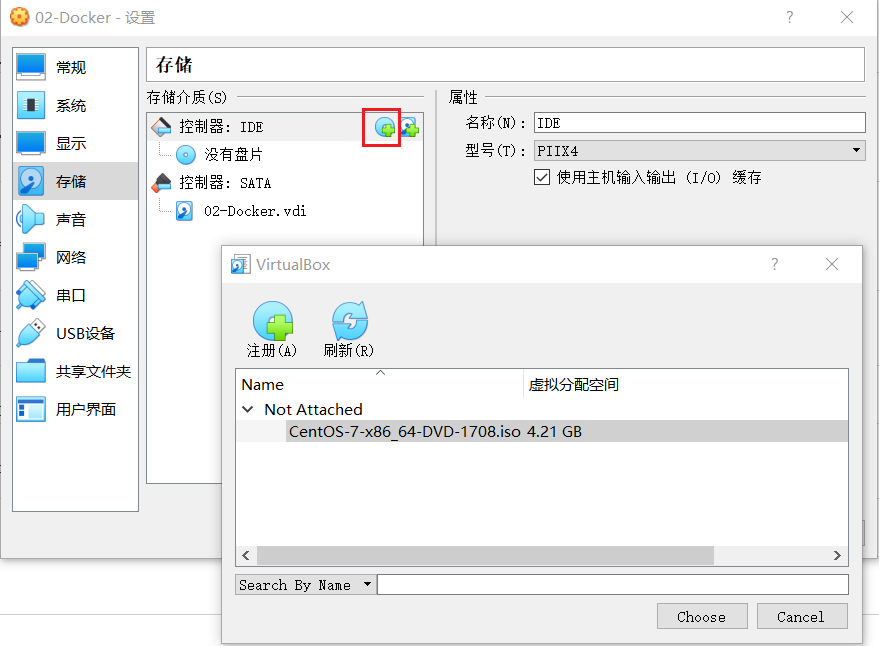 02-Docker - 设置
常规
系统
显示
存储
声音
网络
串口
USB设备
共享文件夹
用户界面
存储
存储介质(S)
控制器: IDE
没有盘片
控制器: SATA
02-Docker.vdi
属性
名称(N): IDE
型号(T): PIIX4
使用主机输入输出 (I/O) 缓存
VirtualBox
注册(A) 刷新(R)
Name 虚拟分配空间
Not Attached
CentOS-7-x86_64-DVD-1708.iso 4.21 GB
Search By Name
Choose Cancel